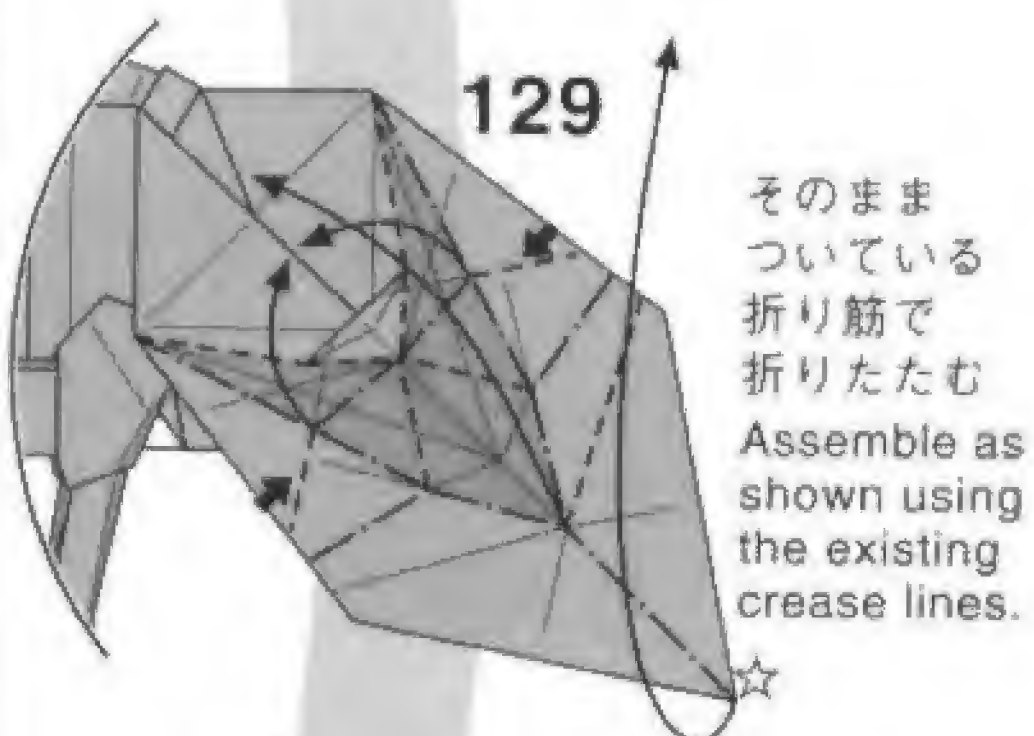 129
そのまま
ついている
折り筋で
折りたたむ
Assemble as
shown using
the existing
crease lines.